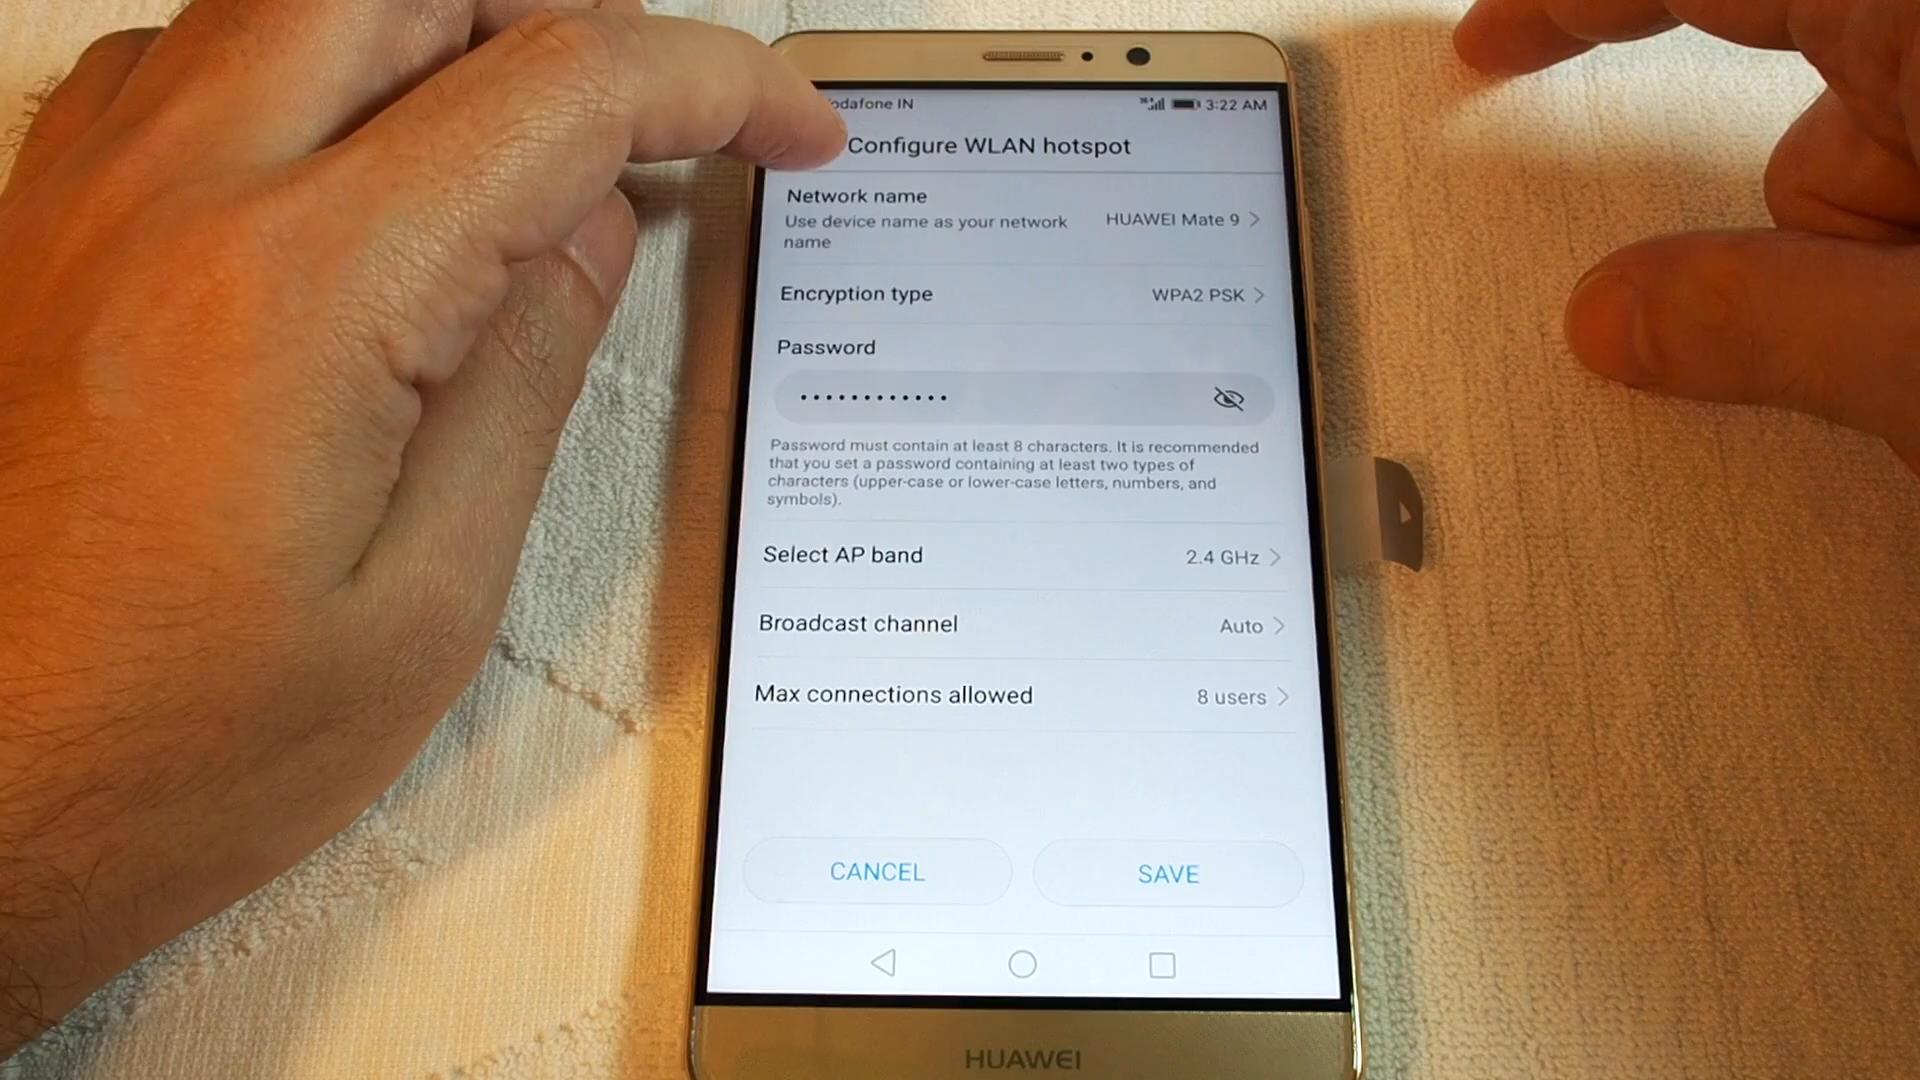 odafone IN
3:22 AM
Configure WLAN hotspot
Network name
Use device name as your network
name
HUAWEI Mate 9
Encryption type
WPA2 PSK
Password
Password must contain at least 8 characters. It is recommended
that you set a password containing at least two types of
characters (upper-case or lower-case letters, numbers, and
symbols).
Select AP band
2.4 GHz
Broadcast channel
Auto
Max connections allowed
8 users
CANCEL
SAVE
HUAWEI